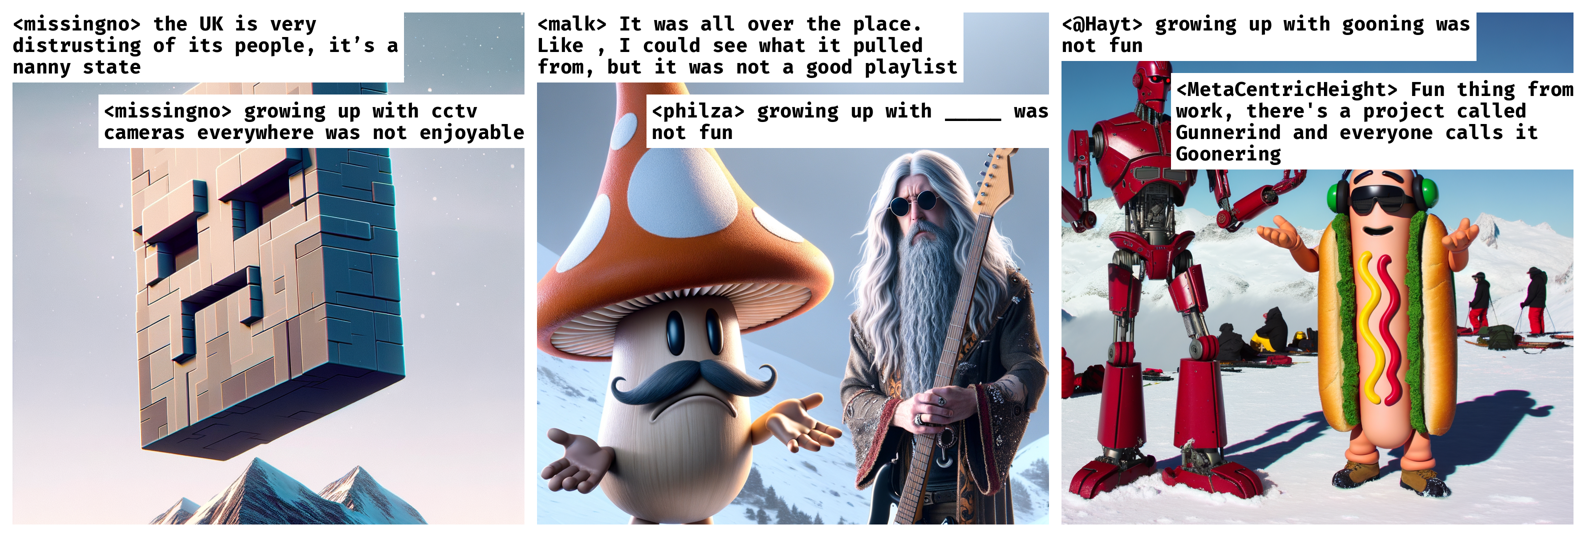 <missingno> the UK is very
distrusting of its people, it’s a
nanny state
<missingno> growing up with cctv
cameras everywhere was not enjoyable
<malk> It was all over the place.
Like , I could see what it pulled
from, but it was not a good playlist
<philza> growing up with _____ was
not fun
<@Hayt> growing up with gooning was
not fun
<MetaCentricHeight> Fun thing from
work, there's a project called
Gunnerind and everyone calls it
Goonering